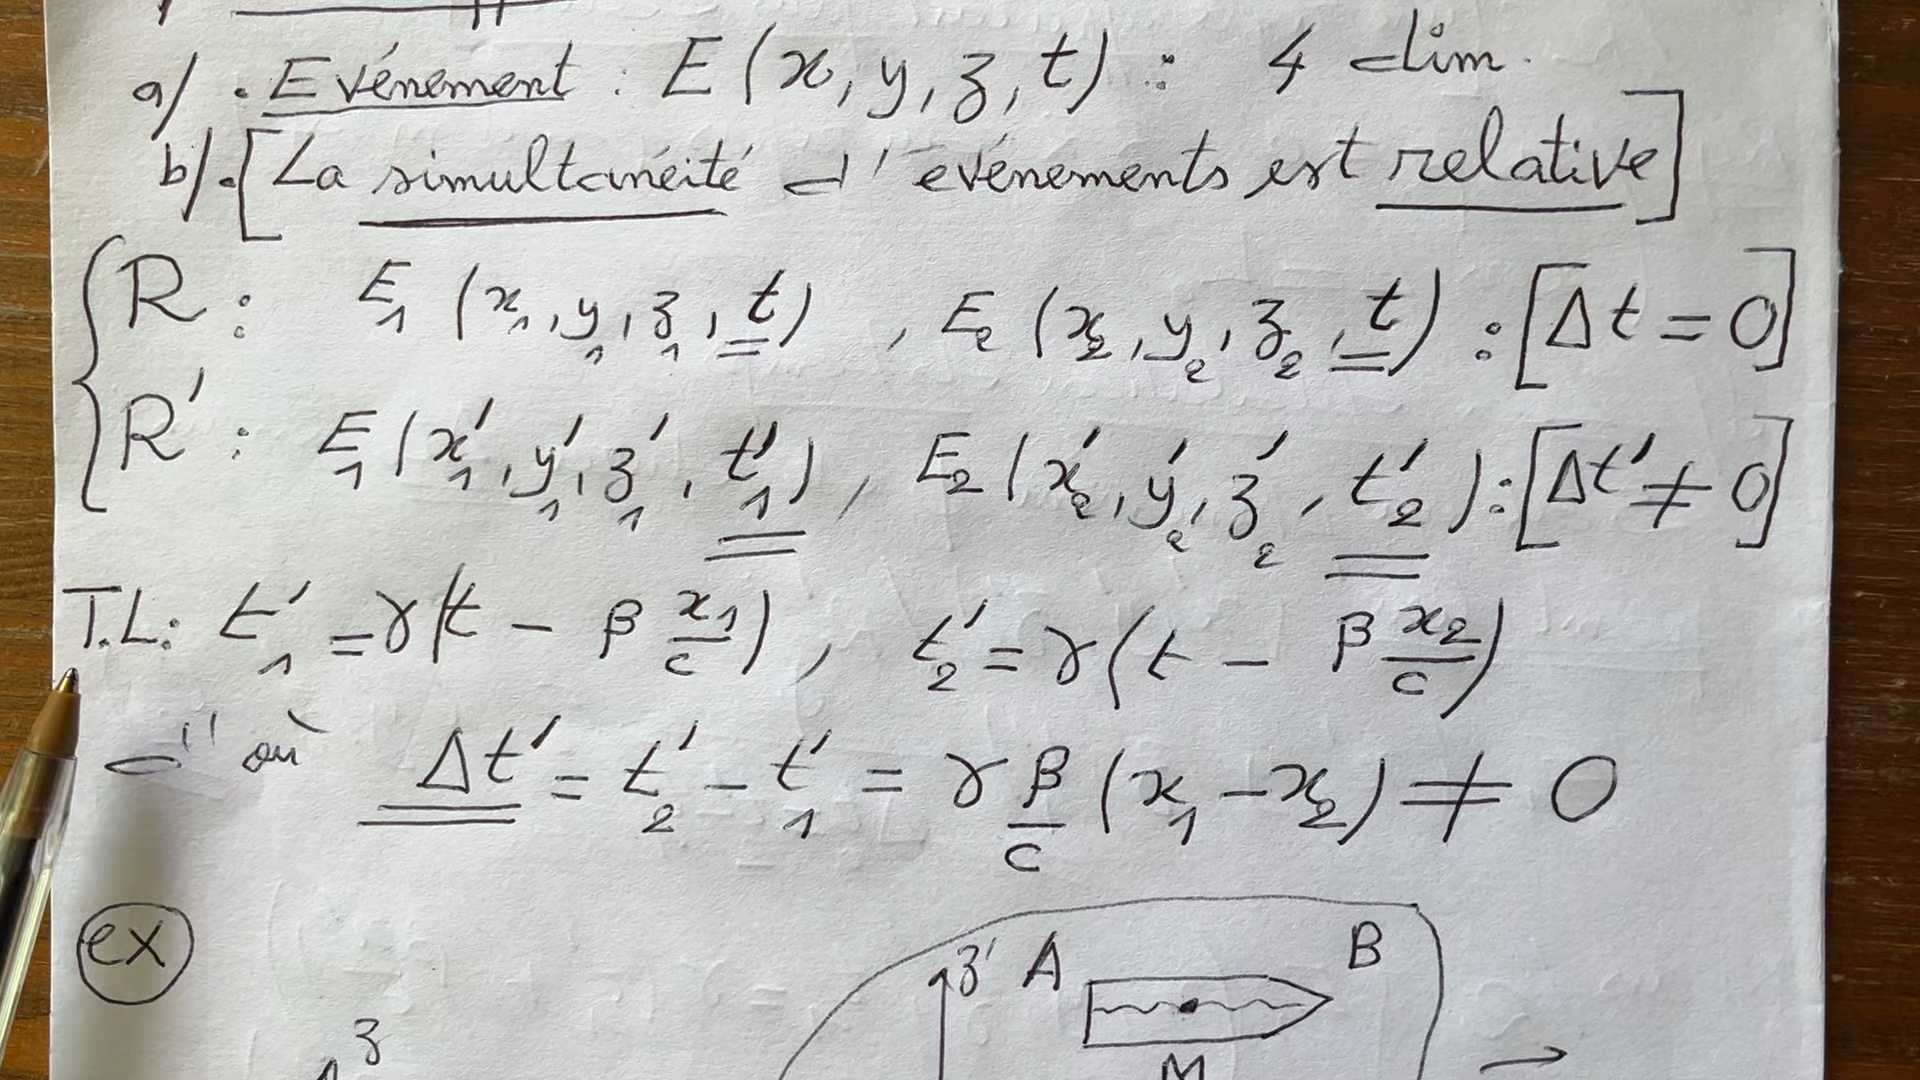 a/ . Evénement : E (x, y, z, t) : 4 dim.
b/. [La simultanéité d'evénements est relative]
R : E₁ (x₁, y₁, z₁, t) , E₂ (x₂, y₂, z₂, t) : [Δt = 0]
R' : E₁ (x'₁, y'₁, z'₁, t'₁) , E₂ (x'₂, y'₂, z'₂, t'₂) : [Δt' ≠ 0]
T.L: t'₁ = γ(t - β x₁/c) , t'₂ = γ(t - β x₂/c)
d'où Δt' = t'₂ - t'₁ = γ β/c (x₁ - x₂) ≠ 0
ex
z' A B
z M